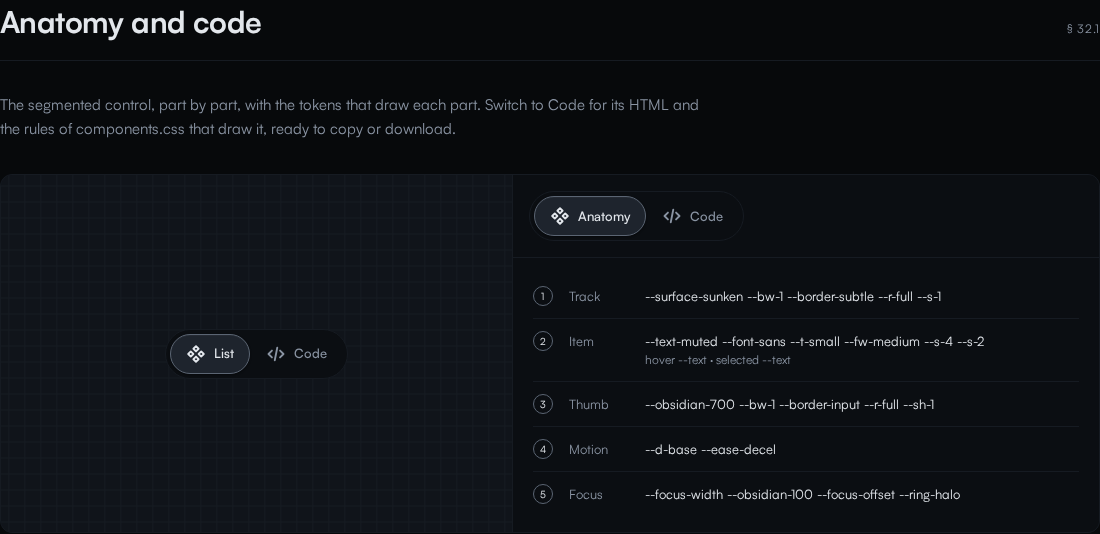 Anatomy and code
§ 32.1
The segmented control, part by part, with the tokens that draw each part. Switch to Code for its HTML and
the rules of components.css that draw it, ready to copy or download.
Anatomy
Code
List
Code
1 Track --surface-sunken --bw-1 --border-subtle --r-full --s-1
2 Item --text-muted --font-sans --t-small --fw-medium --s-4 --s-2
hover --text · selected --text
3 Thumb --obsidian-700 --bw-1 --border-input --r-full --sh-1
4 Motion --d-base --ease-decel
5 Focus --focus-width --obsidian-100 --focus-offset --ring-halo